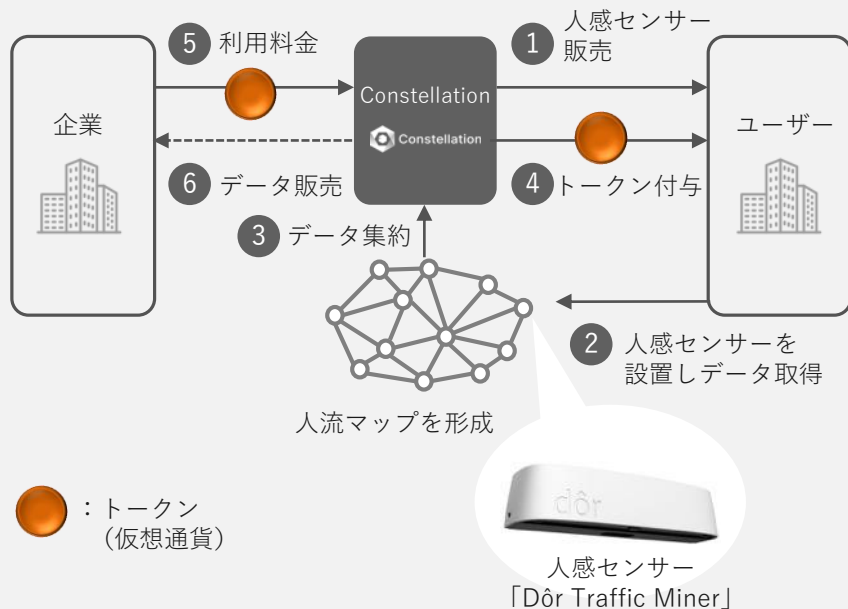 5 利用料金
1 人感センサー
販売
企業
Constellation
Constellation
ユーザー
6 データ販売
4 トークン付与
3 データ集約
2 人感センサーを
設置しデータ取得
人流マップを形成
dôr
：トークン
（仮想通貨）
人感センサー
「Dôr Traffic Miner」